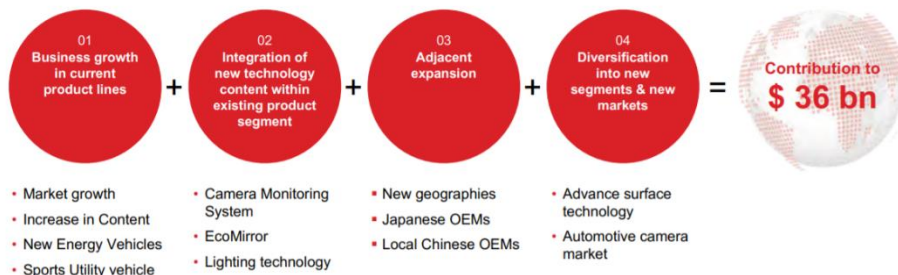 01
Business growth
in current
product lines
+
02
Integration of
new technology
content within
existing product
segment
+
03
Adjacent
expansion
+
04
Diversification
into new
segments & new
markets
=
Contribution to
$ 36 bn
• Market growth
• Increase in Content
• New Energy Vehicles
• Sports Utility vehicle
• Camera Monitoring
System
• EcoMirror
• Lighting technology
▪ New geographies
▪ Japanese OEMs
▪ Local Chinese OEMs
• Advance surface
technology
• Automotive camera
market